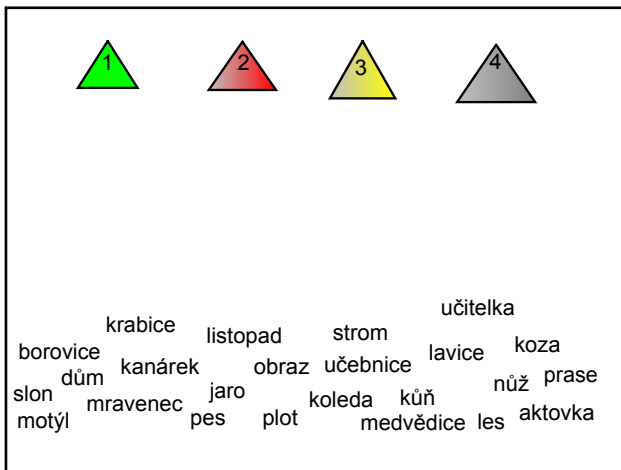 1 2 3 4
učitelka
krabice listopad strom
borovice kanárek obraz učebnice lavice koza
slon dům mravenec jaro koleda kůň nůž prase
motýl pes plot medvědice les aktovka